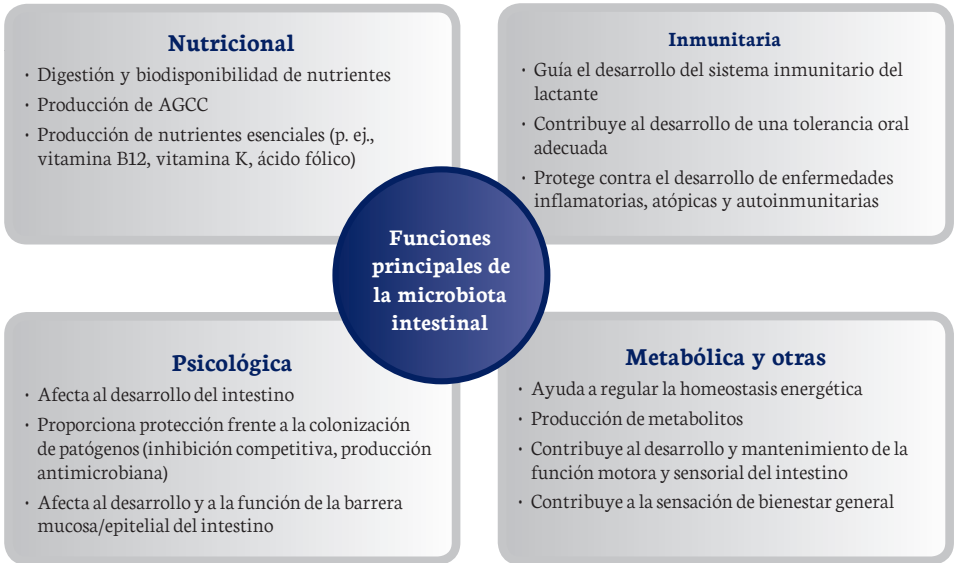 Nutricional
· Digestión y biodisponibilidad de nutrientes
· Producción de AGCC
· Producción de nutrientes esenciales (p. ej.,
vitamina B12, vitamina K, ácido fólico)
Inmunitaria
· Guía el desarrollo del sistema inmunitario del
lactante
· Contribuye al desarrollo de una tolerancia oral
adecuada
· Protege contra el desarrollo de enfermedades
inflamatorias, atópicas y autoinmunitarias
Funciones
principales de
la microbiota
intestinal
Psicológica
· Afecta al desarrollo del intestino
· Proporciona protección frente a la colonización
de patógenos (inhibición competitiva, producción
antimicrobiana)
· Afecta al desarrollo y a la función de la barrera
mucosa/epitelial del intestino
Metabólica y otras
· Ayuda a regular la homeostasis energética
· Producción de metabolitos
· Contribuye al desarrollo y mantenimiento de la
función motora y sensorial del intestino
· Contribuye a la sensación de bienestar general